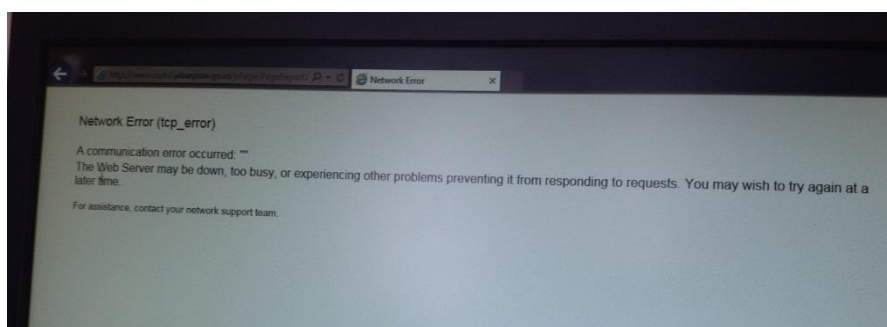 Network Error
Network Error (tcp_error)
A communication error occurred: ""
The Web Server may be down, too busy, or experiencing other problems preventing it from responding to requests. You may wish to try again at a
later time.
For assistance, contact your network support team.